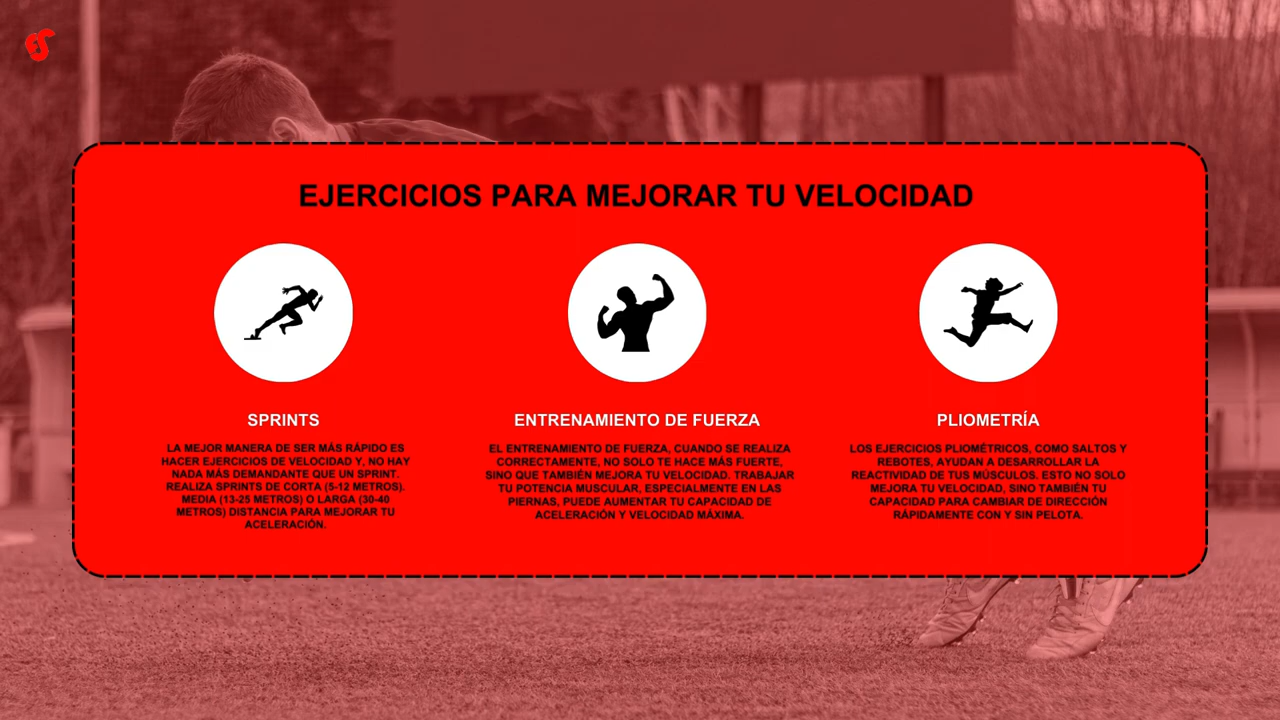 EJERCICIOS PARA MEJORAR TU VELOCIDAD
SPRINTS
LA MEJOR MANERA DE SER MÁS RÁPIDO ES
HACER EJERCICIOS DE VELOCIDAD Y, NO HAY
NADA MÁS DEMANDANTE QUE UN SPRINT.
REALIZA SPRINTS DE CORTA (5-12 METROS).
MEDIA (13-25 METROS) O LARGA (30-40
METROS) DISTANCIA PARA MEJORAR TU
ACELERACIÓN.
ENTRENAMIENTO DE FUERZA
EL ENTRENAMIENTO DE FUERZA, CUANDO SE REALIZA
CORRECTAMENTE, NO SOLO TE HACE MÁS FUERTE,
SINO QUE TAMBIÉN MEJORA TU VELOCIDAD. TRABAJAR
TU POTENCIA MUSCULAR, ESPECIALMENTE EN LAS
PIERNAS, PUEDE AUMENTAR TU CAPACIDAD DE
ACELERACIÓN Y VELOCIDAD MÁXIMA.
PLIOMETRÍA
LOS EJERCICIOS PLIOMÉTRICOS, COMO SALTOS Y
REBOTES, AYUDAN A DESARROLLAR LA
REACTIVIDAD DE TUS MÚSCULOS. ESTO NO SOLO
MEJORA TU VELOCIDAD, SINO TAMBIÉN TU
CAPACIDAD PARA CAMBIAR DE DIRECCIÓN
RÁPIDAMENTE CON Y SIN PELOTA.